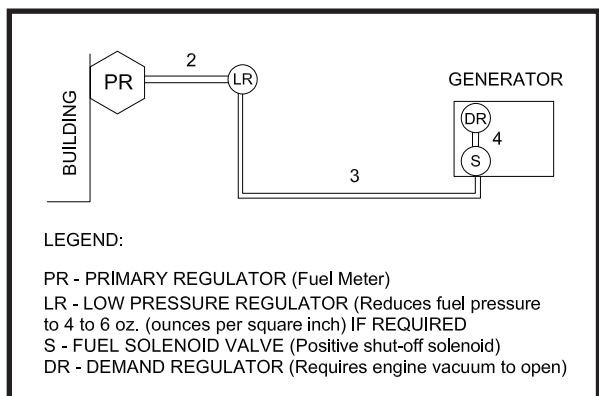 2
PR
LR
GENERATOR
BUILDING
DR
4
S
3
LEGEND:
PR - PRIMARY REGULATOR (Fuel Meter)
LR - LOW PRESSURE REGULATOR (Reduces fuel pressure
to 4 to 6 oz. (ounces per square inch) IF REQUIRED
S - FUEL SOLENOID VALVE (Positive shut-off solenoid)
DR - DEMAND REGULATOR (Requires engine vacuum to open)